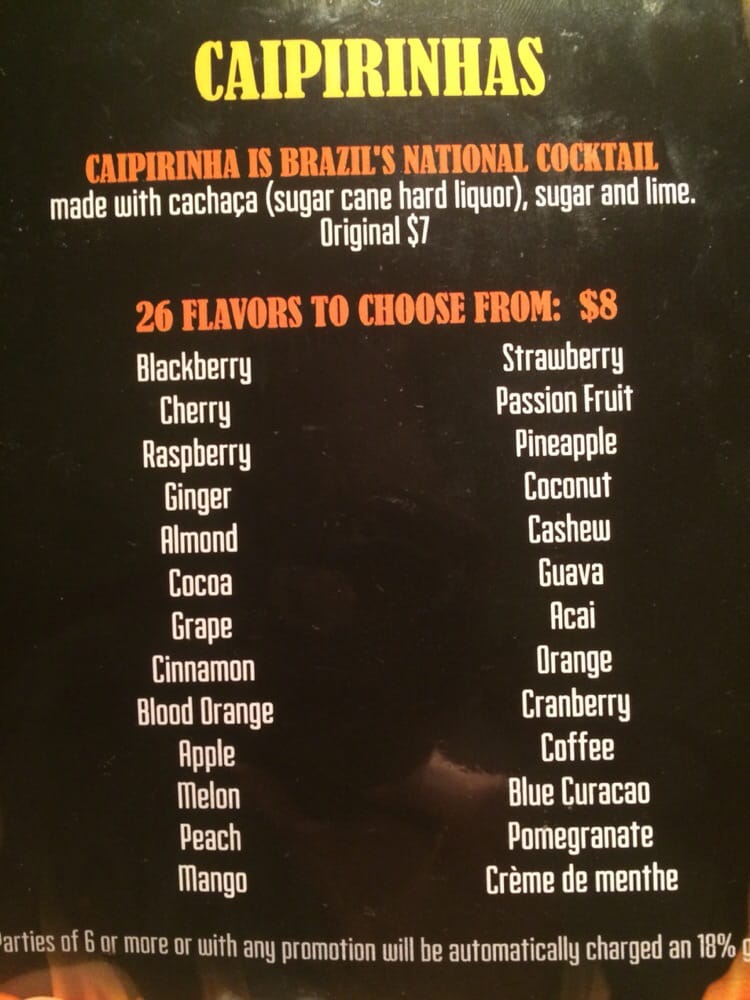 CAIPIRINHAS
CAIPIRINHA IS BRAZIL'S NATIONAL COCKTAIL
made with cachaça (sugar cane hard liquor), sugar and lime.
Original $7
26 FLAVORS TO CHOOSE FROM: $8
Blackberry
Cherry
Raspberry
Ginger
Almond
Cocoa
Grape
Cinnamon
Blood Orange
Apple
Melon
Peach
Mango
Strawberry
Passion Fruit
Pineapple
Coconut
Cashew
Guava
Acai
Orange
Cranberry
Coffee
Blue Curacao
Pomegranate
Crème de menthe
arties of 6 or more or with any promotion will be automatically charged an 18%